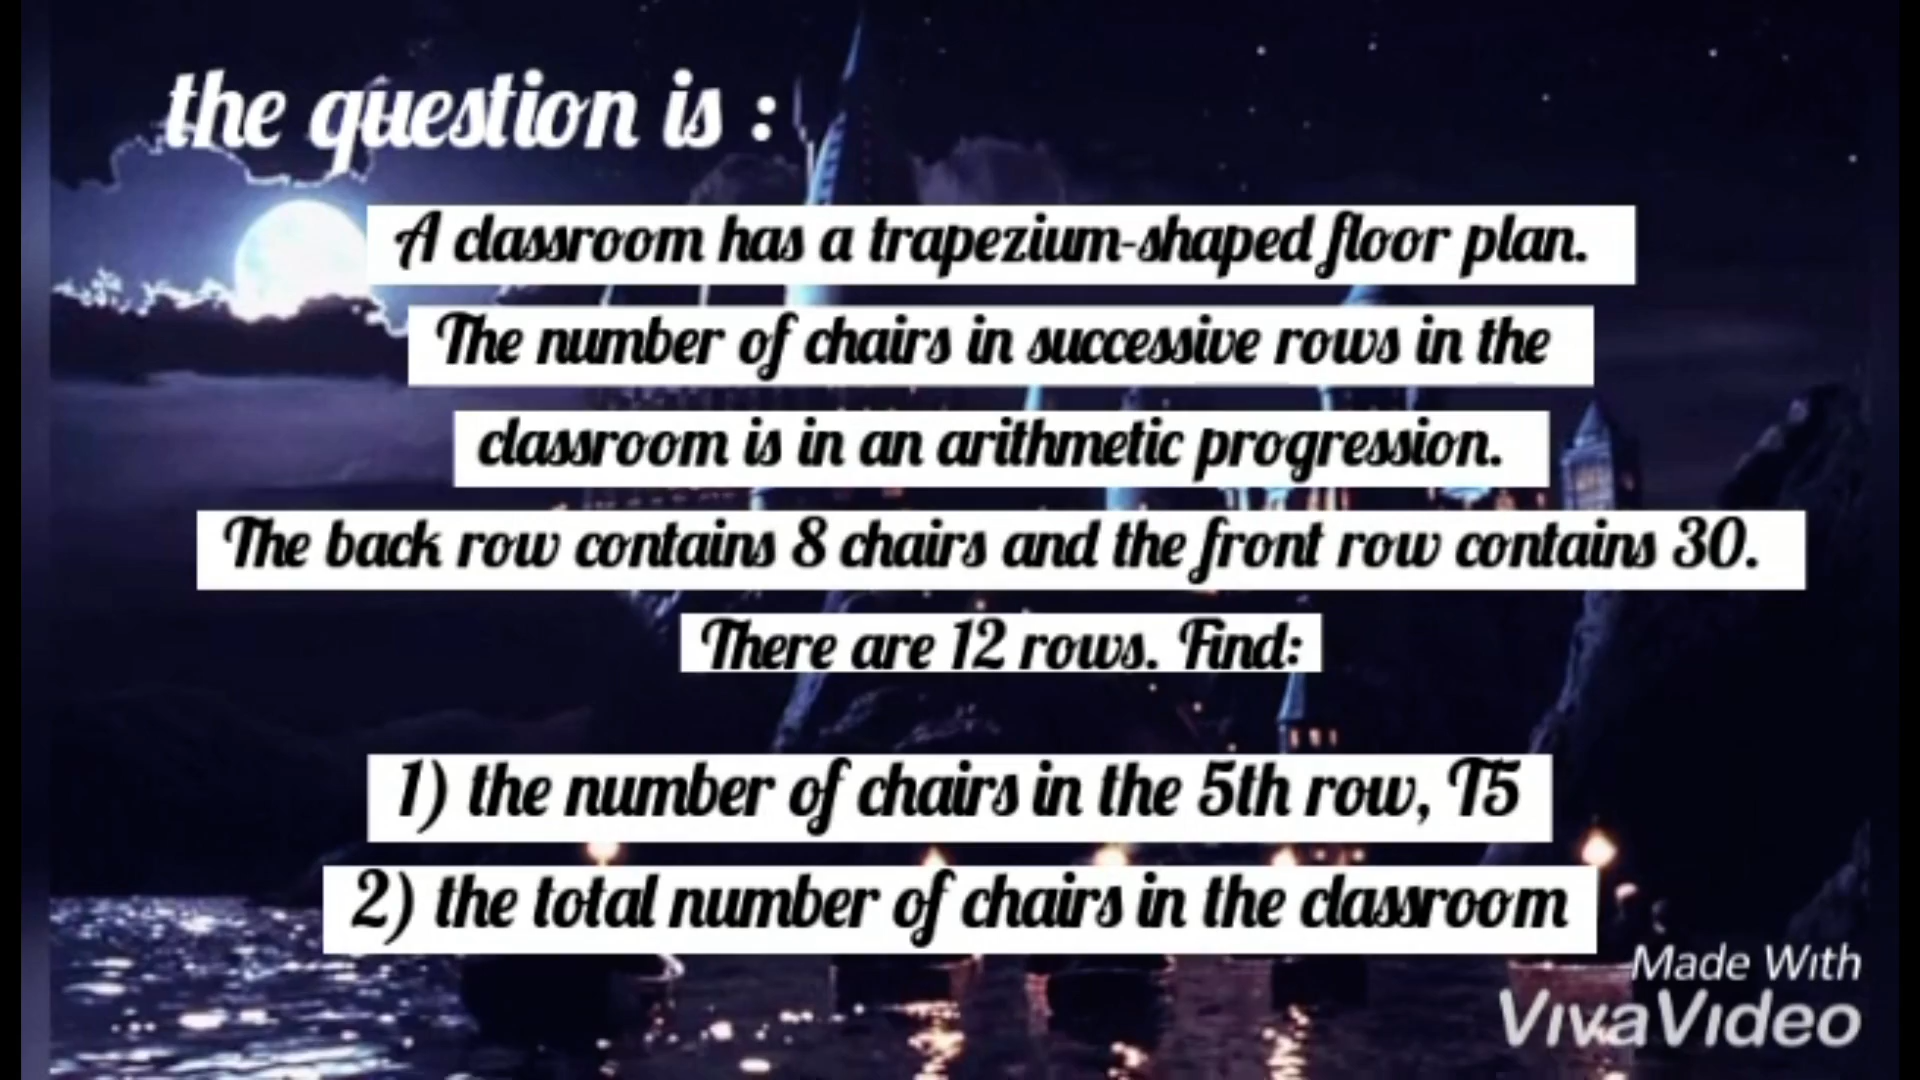 the question is :
A classroom has a trapezium-shaped floor plan.
The number of chairs in successive rows in the
classroom is in an arithmetic progression.
The back row contains 8 chairs and the front row contains 30.
There are 12 rows. Find:
1) the number of chairs in the 5th row, T5
2) the total number of chairs in the classroom
Made With
VivaVideo